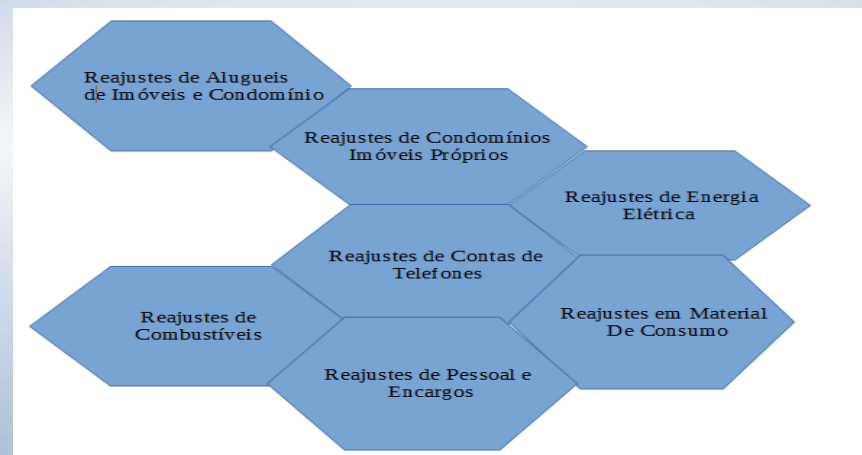 Reajustes de Alugueis
de Imóveis e Condomínio
Reajustes de Condomínios
Imóveis Próprios
Reajustes de Energia
Elétrica
Reajustes de Contas de
Telefones
Reajustes de
Combustíveis
Reajustes em Material
De Consumo
Reajustes de Pessoal e
Encargos